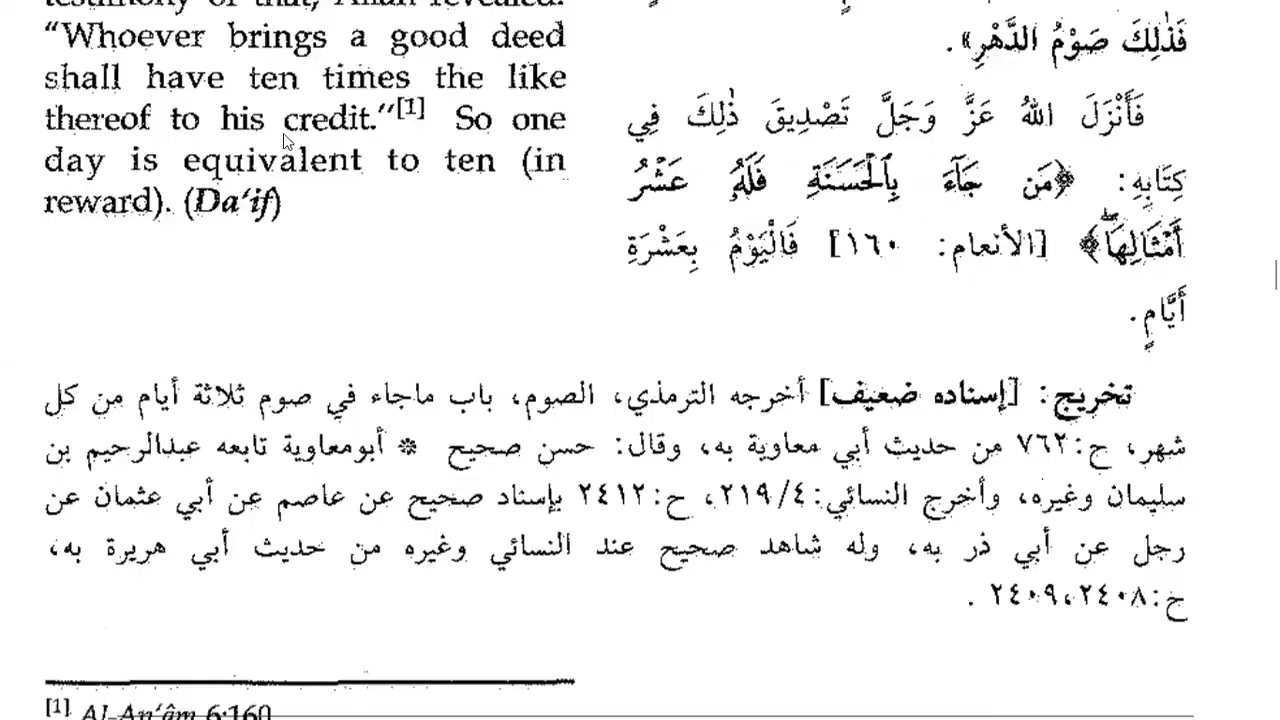 testimony of that, Allah revealed:
“Whoever brings a good deed
shall have ten times the like
thereof to his credit.”[1] So one
day is equivalent to ten (in
reward). (Da‘if)
فَذٰلِكَ صَوْمُ الدَّهْرِ».
فَأَنْزَلَ اللهُ عَزَّ وَجَلَّ تَصْدِيقَ ذٰلِكَ فِي
كِتَابِهِ: ﴿مَن جَآءَ بِٱلْحَسَنَةِ فَلَهُۥ عَشْرُ
أَمْثَالِهَاۖ﴾ [الأنعام: ١٦٠] فَالْيَوْمُ بِعَشْرَةِ
أَيَّامٍ.
تخريج: [إسناده ضعيف] أخرجه الترمذي، الصوم، باب ماجاء في صوم ثلاثة أيام من كل
شهر، ح:٧٦٢ من حديث أبي معاوية به، وقال: حسن صحيح * أبومعاوية تابعه عبدالرحيم بن
سليمان وغيره، وأخرج النسائي:٤/٢١٩، ح:٢٤١٢ بإسناد صحيح عن عاصم عن أبي عثمان عن
رجل عن أبي ذر به، وله شاهد صحيح عند النسائي وغيره من حديث أبي هريرة به،
ح:٢٤٠٨،٢٤٠٩.
[1] Al-An‘âm 6:160